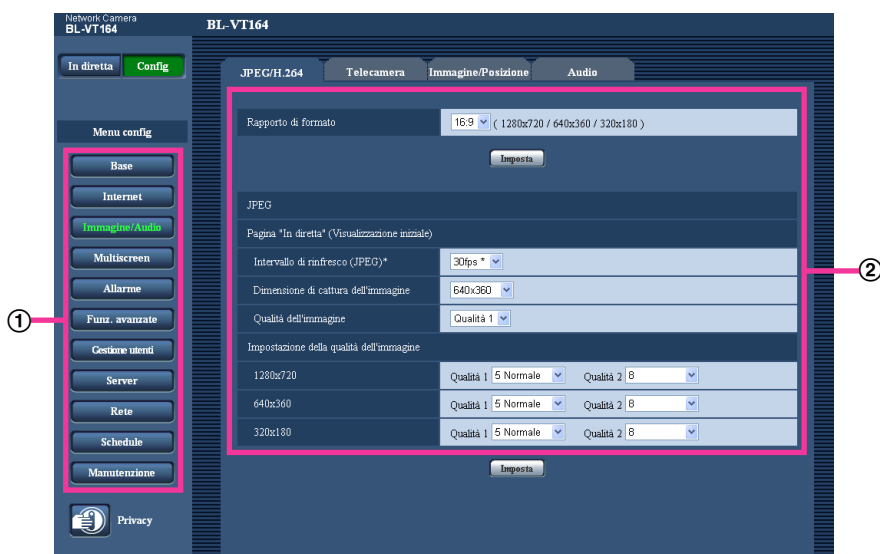 Network Camera
BL-VT164
BL-VT164
In diretta Config
JPEG/H.264 Telecamera Immagine/Posizione Audio
Menu config
Base
Internet
Immagine/Audio
Multiscreen
Allarme
Funz. avanzate
Gestione utenti
Server
Rete
Schedule
Manutenzione
Privacy
①
Rapporto di formato 16:9 ( 1280x720 / 640x360 / 320x180 )
Imposta
JPEG
Pagina "In diretta" (Visualizzazione iniziale)
Intervallo di rinfresco (JPEG)* 30fps *
Dimensione di cattura dell'immagine 640x360
Qualità dell'immagine Qualità 1
Impostazione della qualità dell'immagine
1280x720 Qualità 1 5 Normale Qualità 2 8
640x360 Qualità 1 5 Normale Qualità 2 8
320x180 Qualità 1 5 Normale Qualità 2 8
Imposta
②